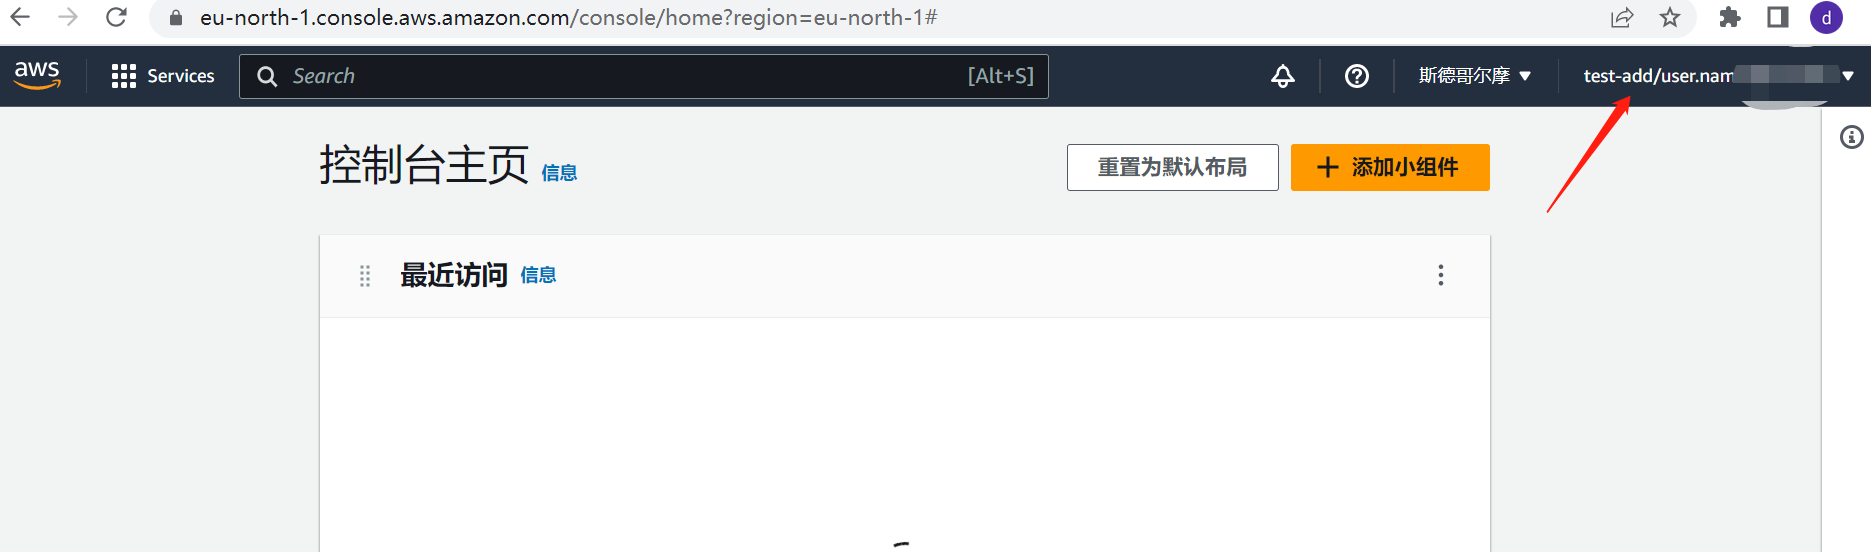 eu-north-1.console.aws.amazon.com/console/home?region=eu-north-1#
d
aws
Services
Search
[Alt+S]
斯德哥尔摩
test-add/user.nam
控制台主页 信息
重置为默认布局
添加小组件
最近访问 信息